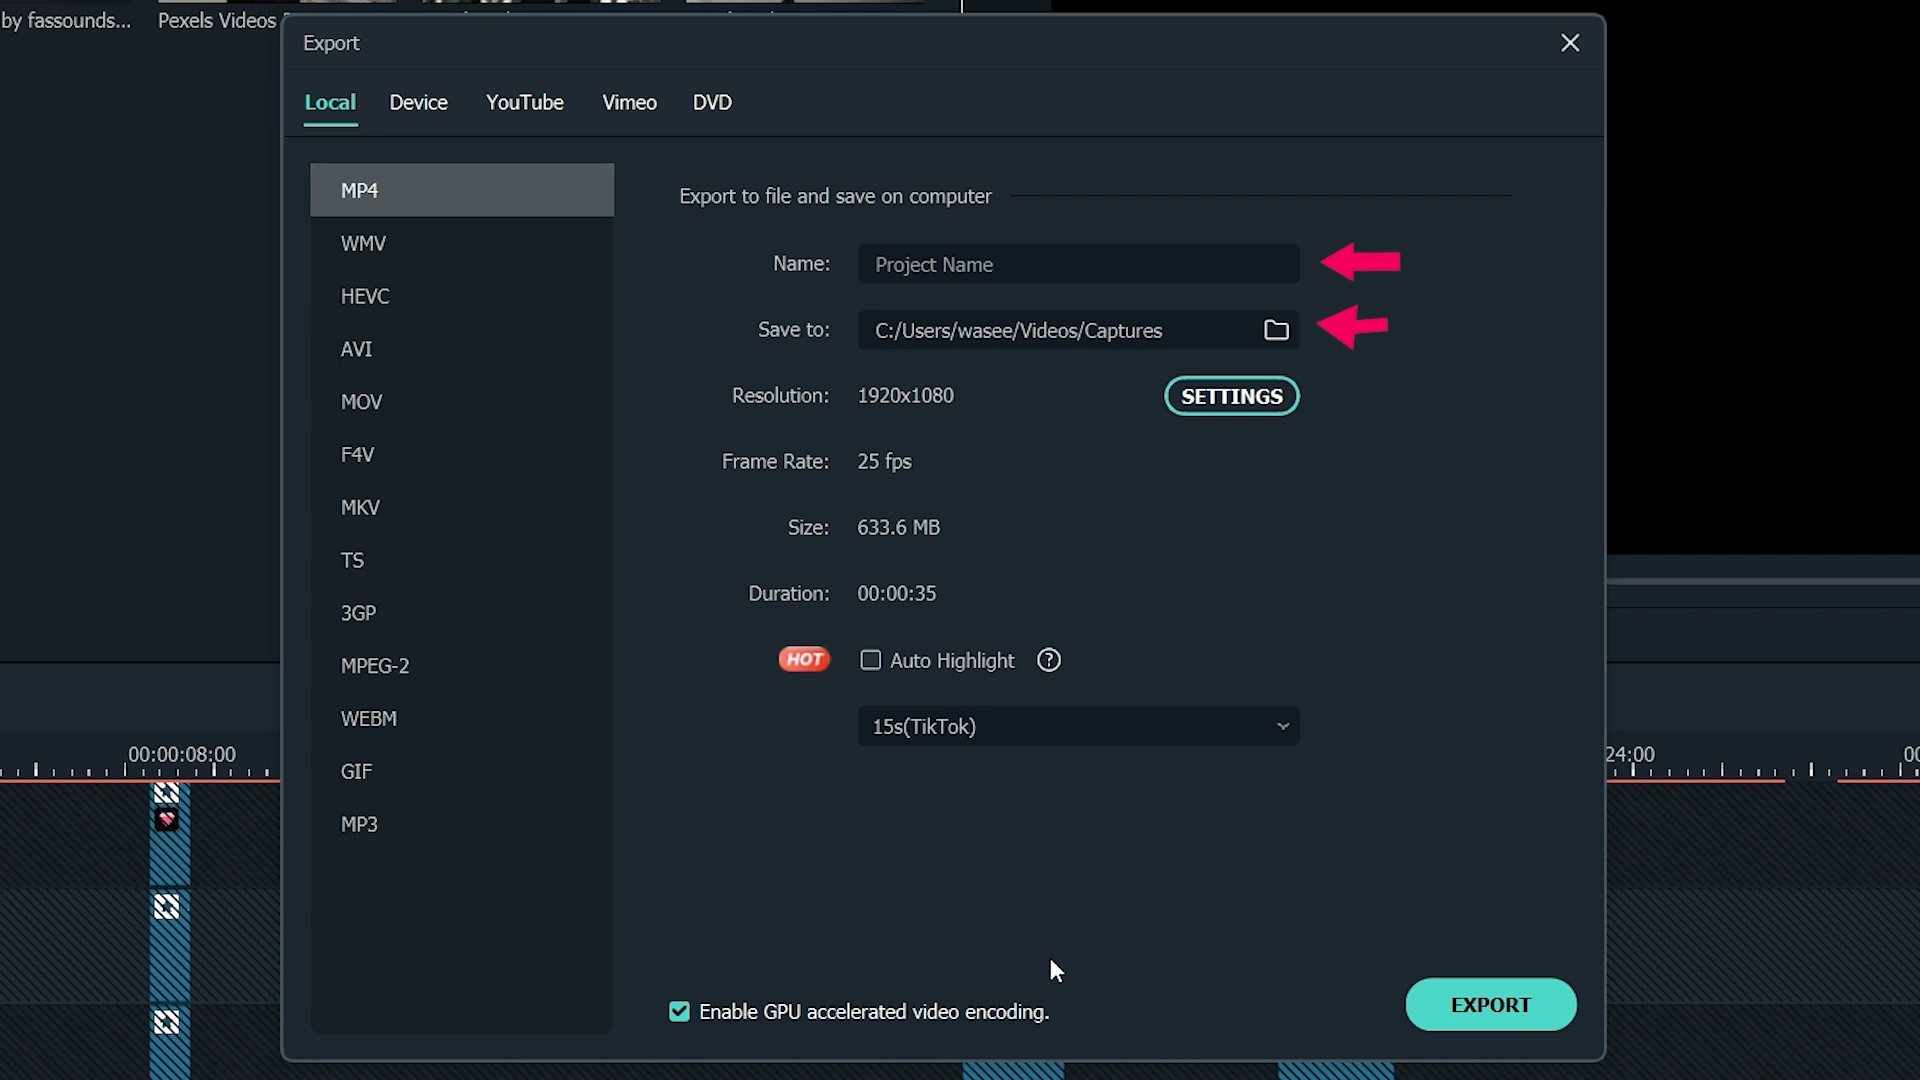 by fassounds...
Pexels Videos
Export
Local
Device
YouTube
Vimeo
DVD
MP4
WMV
HEVC
AVI
MOV
F4V
MKV
TS
3GP
MPEG-2
WEBM
GIF
MP3
Export to file and save on computer
Name: Project Name
Save to: C:/Users/wasee/Videos/Captures
Resolution: 1920x1080
SETTINGS
Frame Rate: 25 fps
Size: 633.6 MB
Duration: 00:00:35
HOT Auto Highlight ?
15s(TikTok)
Enable GPU accelerated video encoding.
EXPORT
00:00:08:00
24:00
00